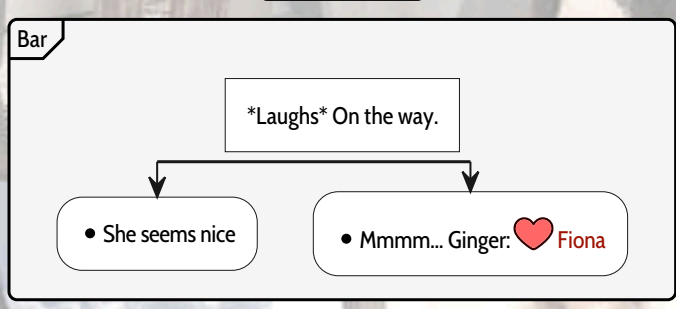 Bar
*Laughs* On the way.
• She seems nice
• Mmmm... Ginger: Fiona